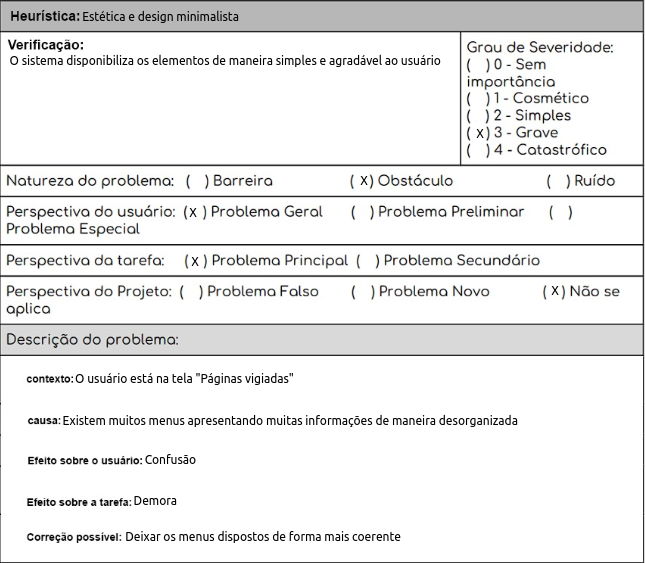 Heurística: Estética e design minimalista
Verificação:
O sistema disponibiliza os elementos de maneira simples e agradável ao usuário
Grau de Severidade:
( ) 0 - Sem
importância
( ) 1 - Cosmético
( ) 2 - Simples
( x ) 3 - Grave
( ) 4 - Catastrófico
Natureza do problema: ( ) Barreira ( x ) Obstáculo ( ) Ruído
Perspectiva do usuário: ( x ) Problema Geral ( ) Problema Preliminar ( )
Problema Especial
Perspectiva da tarefa: ( x ) Problema Principal ( ) Problema Secundário
Perspectiva do Projeto: ( ) Problema Falso ( ) Problema Novo ( X ) Não se
aplica
Descrição do problema:
contexto: O usuário está na tela "Páginas vigiadas"
causa: Existem muitos menus apresentando muitas informações de maneira desorganizada
Efeito sobre o usuário: Confusão
Efeito sobre a tarefa: Demora
Correção possível: Deixar os menus dispostos de forma mais coerente